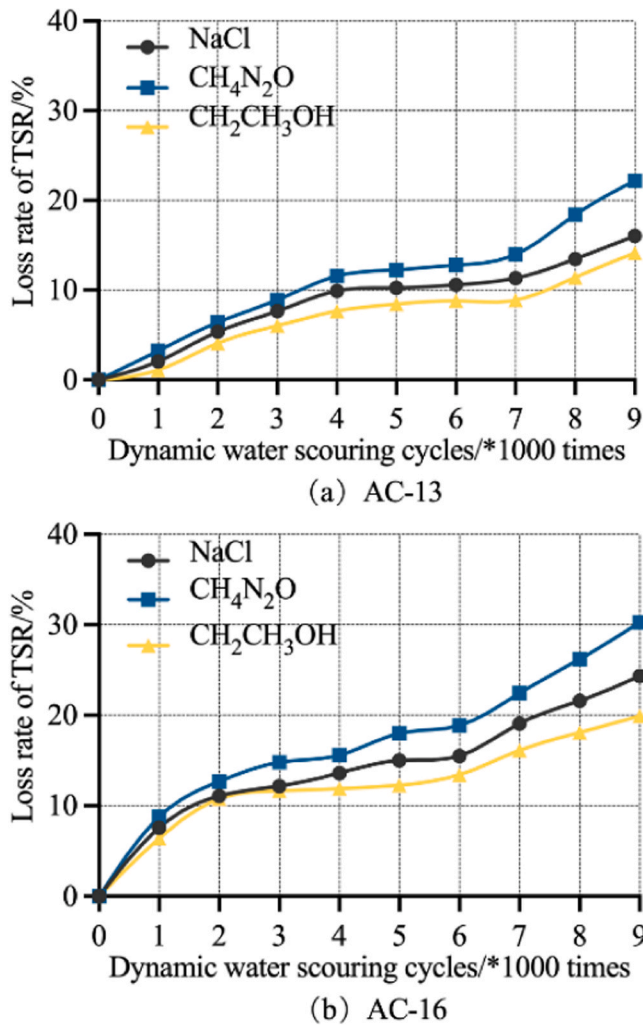 Loss rate of TSR/%
40
30
20
10
0
NaCl
CH₄N₂O
CH₂CH₃OH
0 1 2 3 4 5 6 7 8 9
Dynamic water scouring cycles/*1000 times
(a) AC-13
Loss rate of TSR/%
40
30
20
10
0
NaCl
CH₄N₂O
CH₂CH₃OH
0 1 2 3 4 5 6 7 8 9
Dynamic water scouring cycles/*1000 times
(b) AC-16